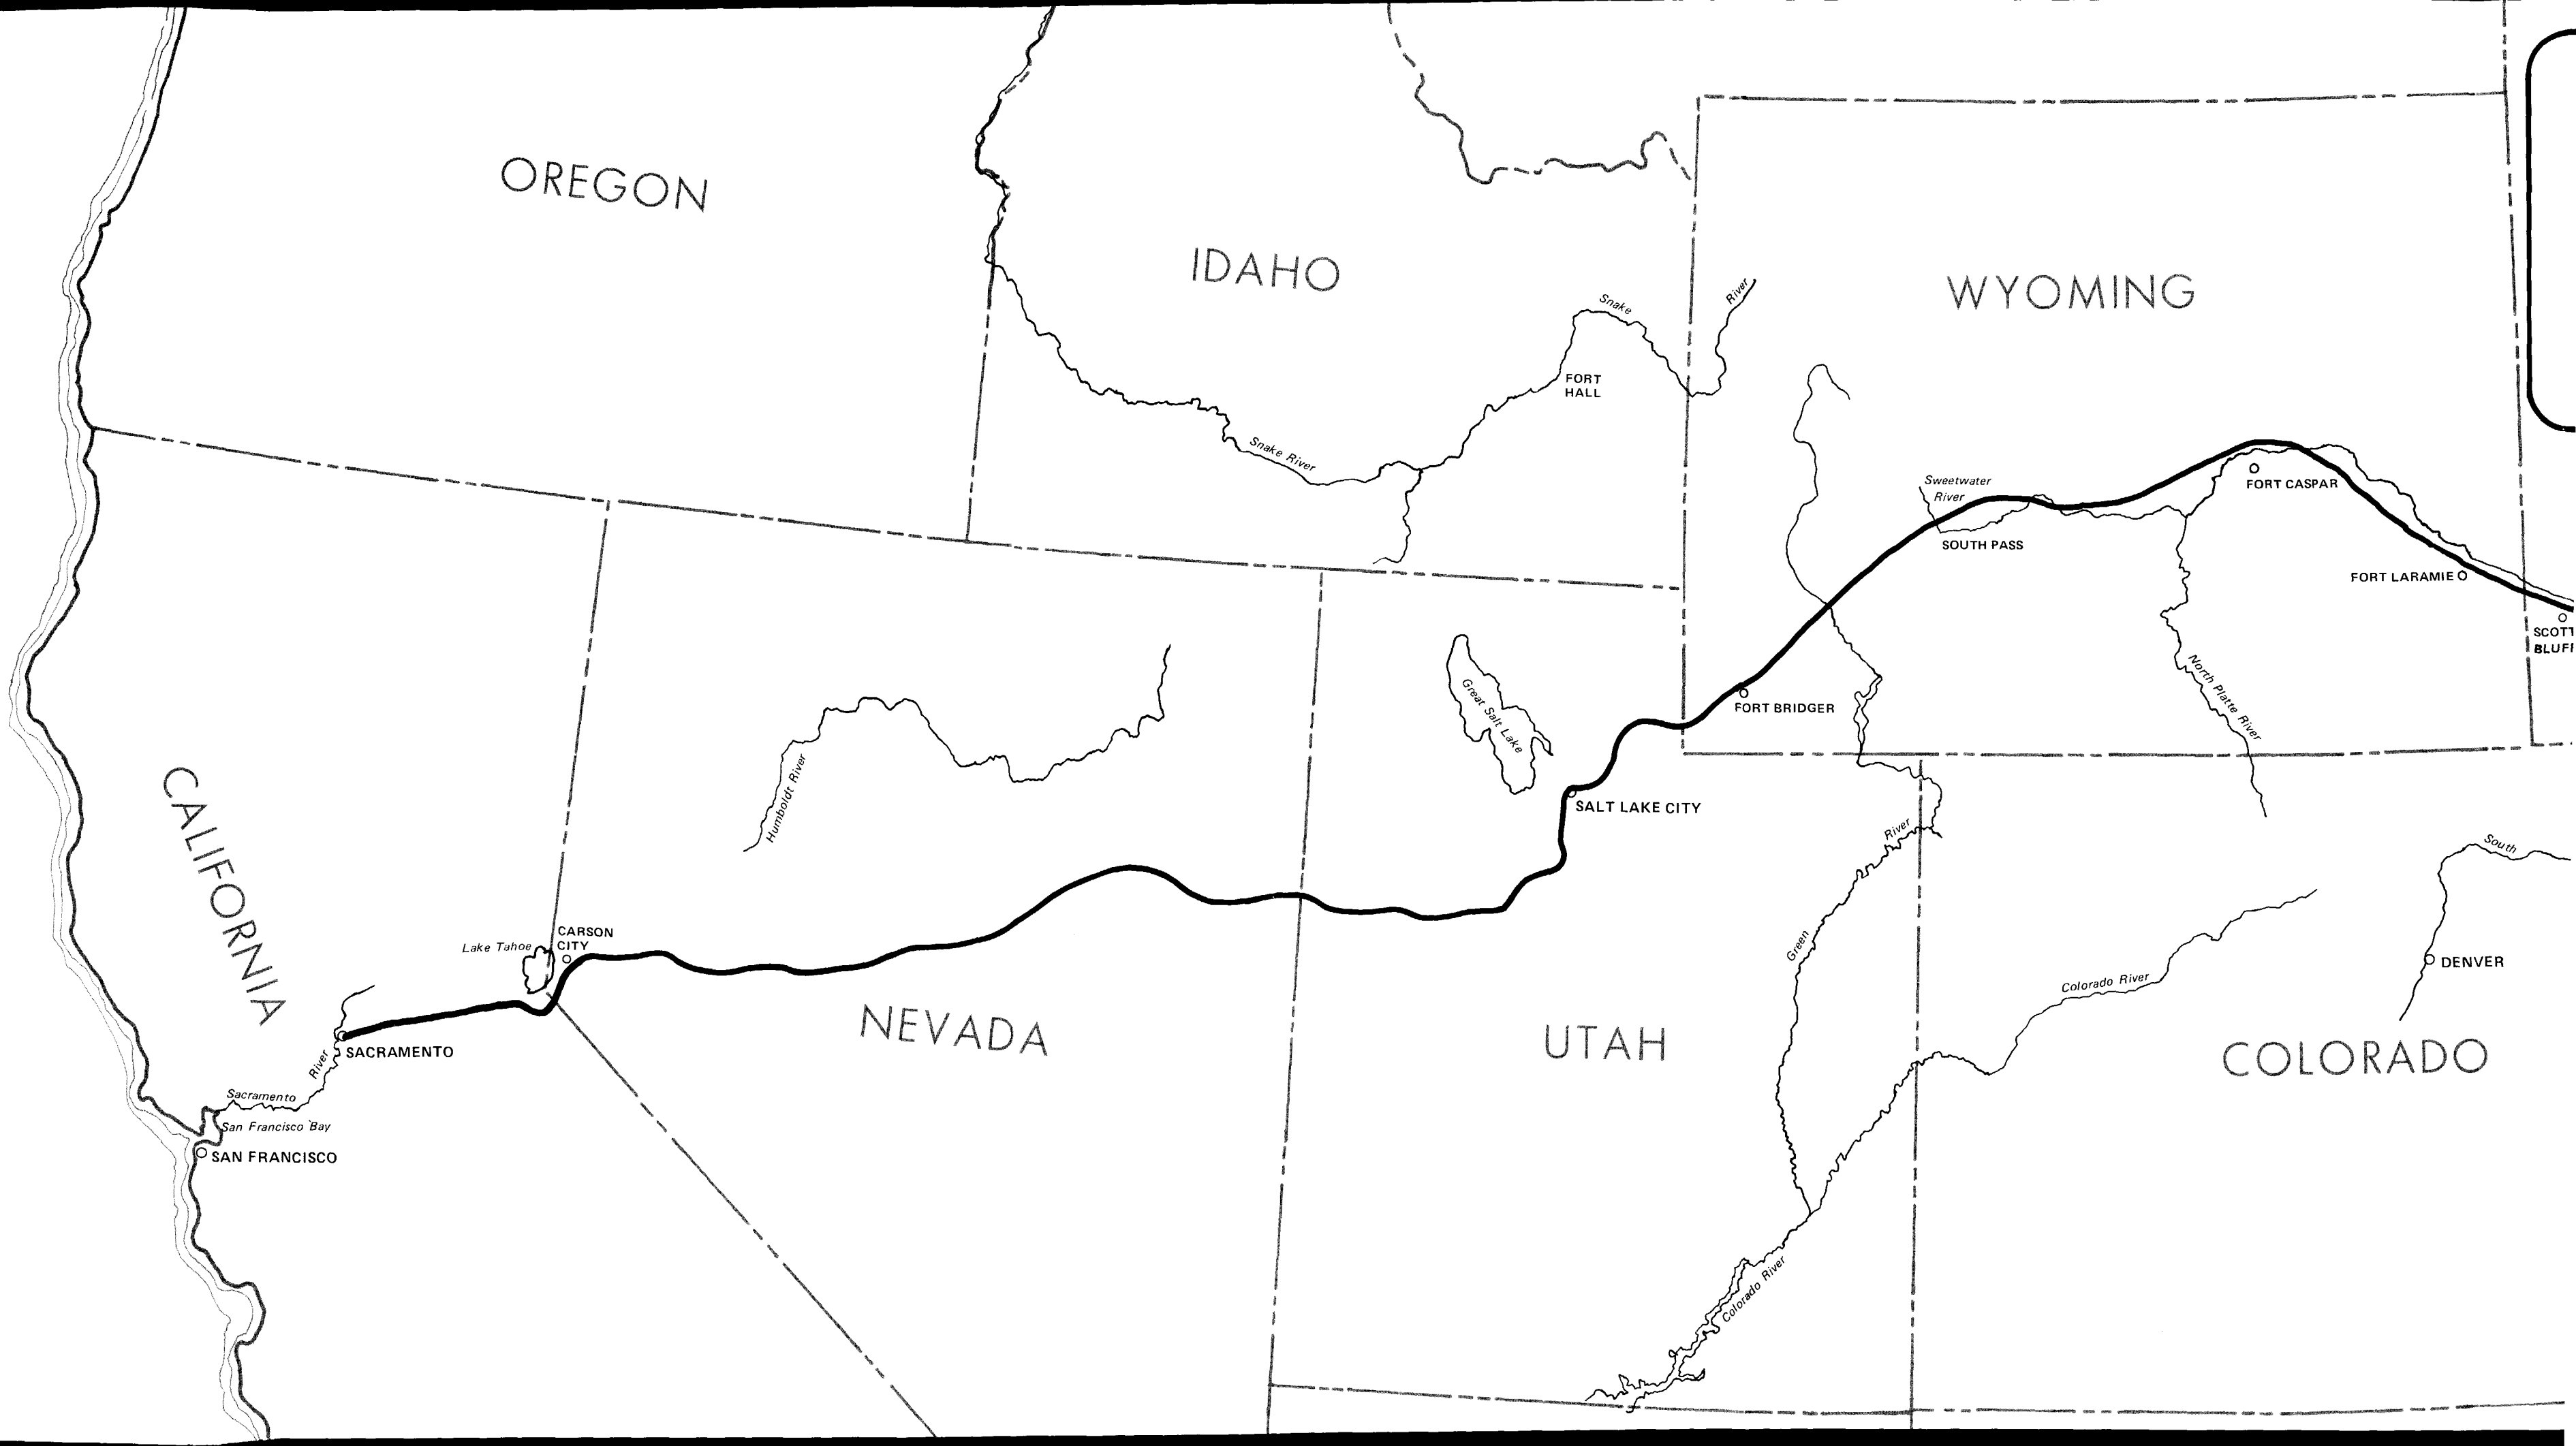 OREGON
IDAHO
WYOMING
Snake
River
FORT
HALL
Snake River
Sweetwater
River
SOUTH PASS
FORT CASPAR
FORT LARAMIE
SCOTT
BLUF
North Platte River
FORT BRIDGER
Great Salt Lake
SALT LAKE CITY
Humboldt River
CALIFORNIA
Lake Tahoe
CARSON
CITY
SACRAMENTO
River
Sacramento
San Francisco Bay
SAN FRANCISCO
NEVADA
UTAH
River
Green
Colorado River
Colorado River
South
DENVER
COLORADO